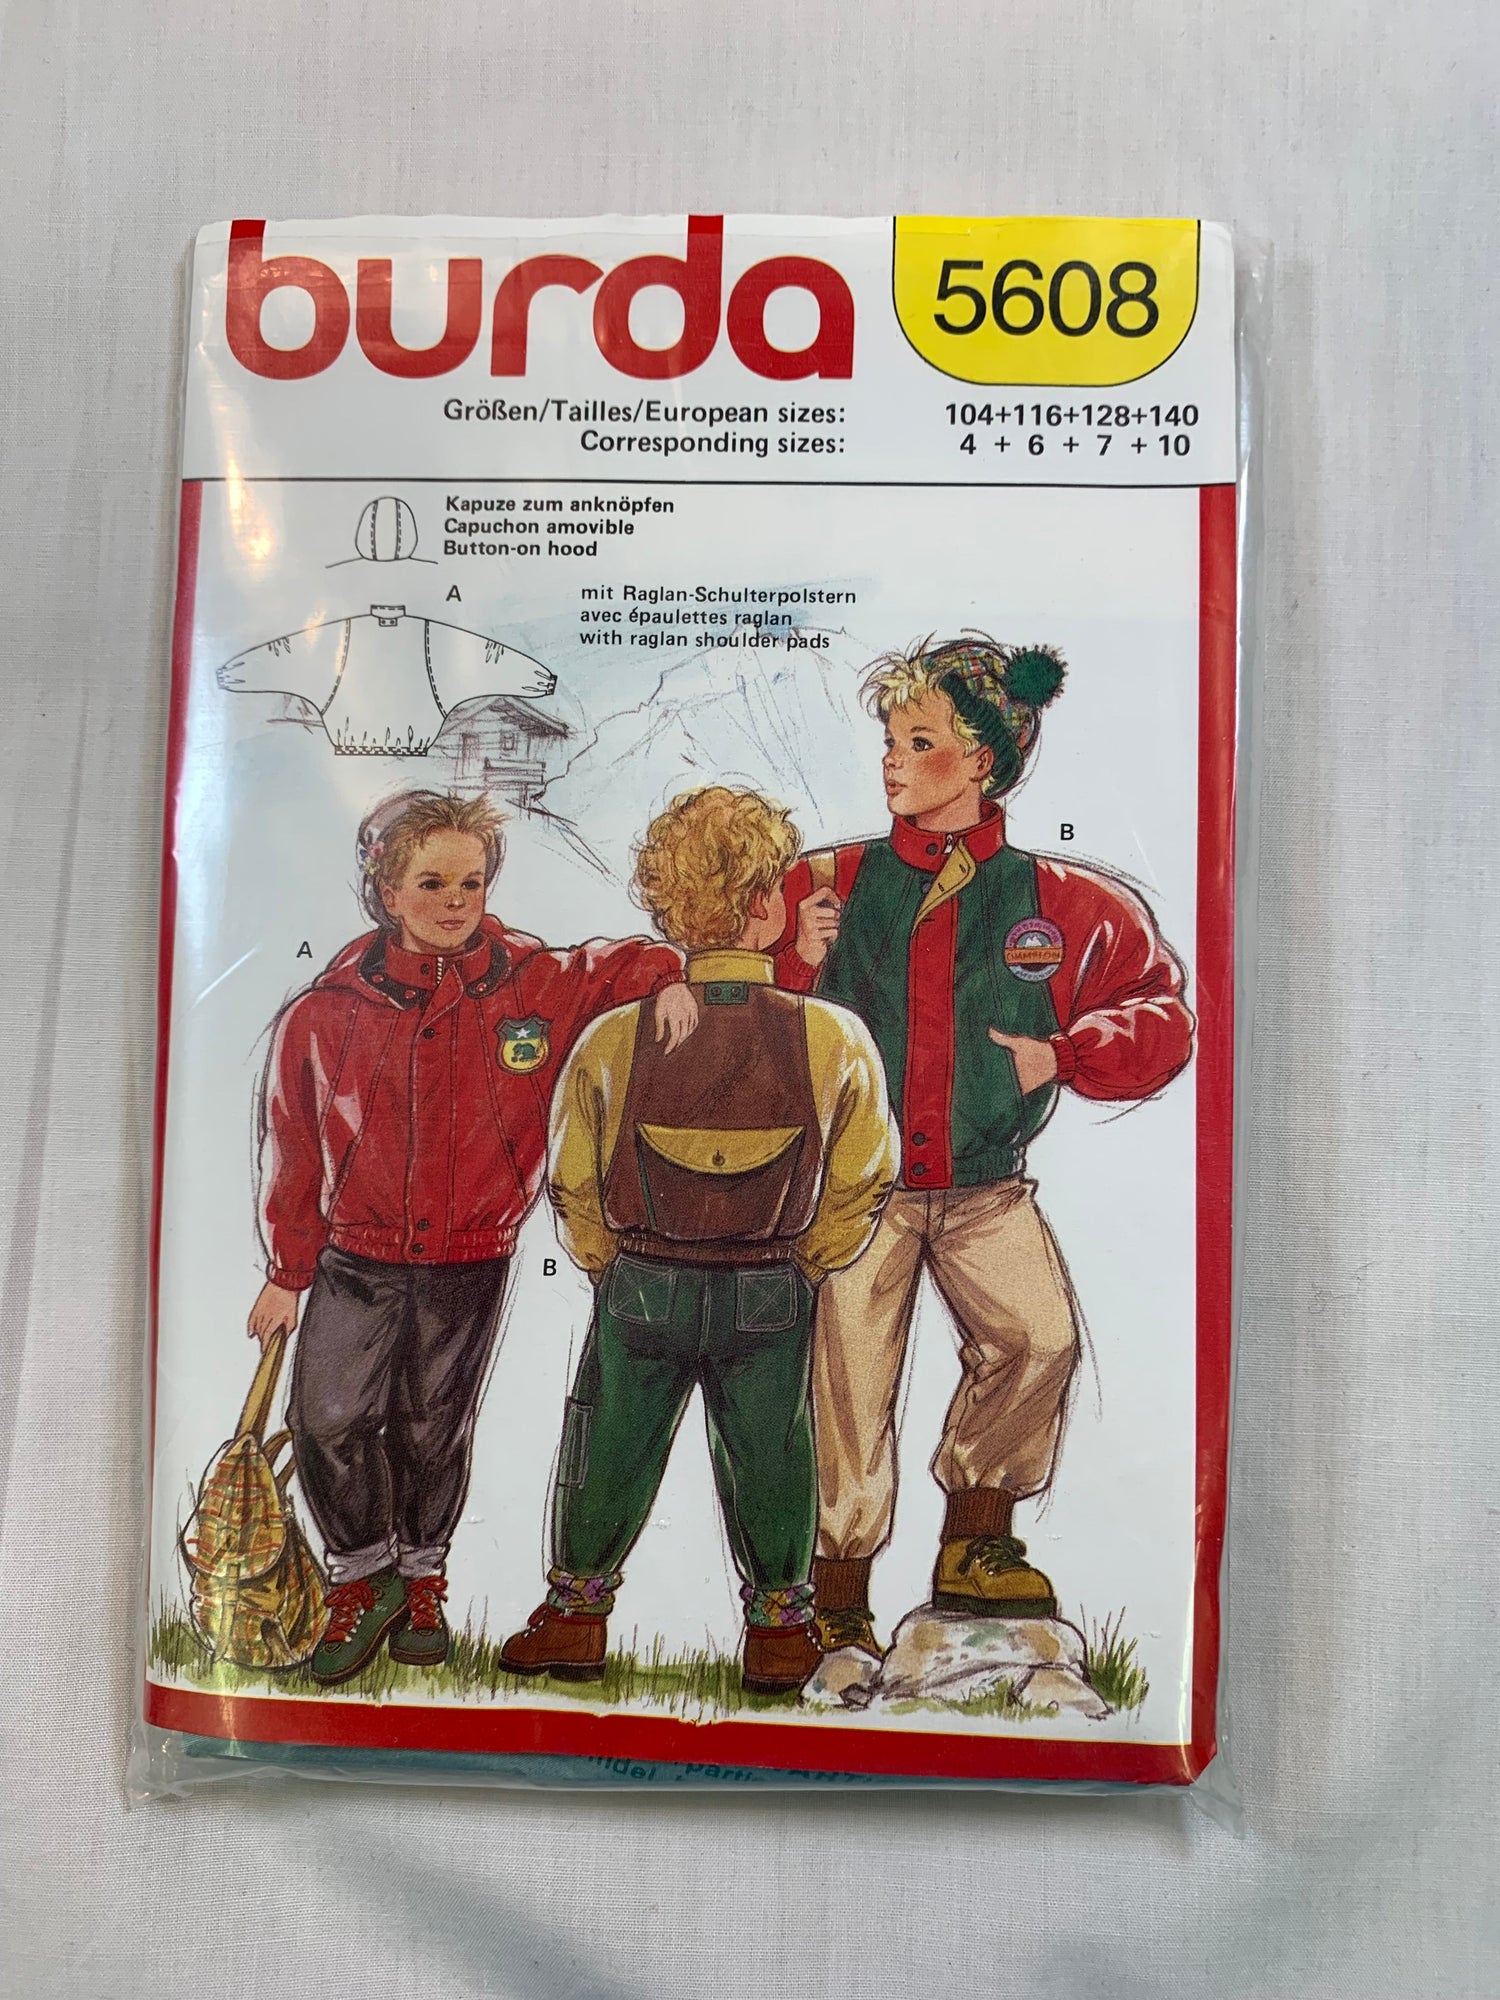 burda
5608
Größen/Tailles/European sizes: 104+116+128+140
Corresponding sizes: 4 + 6 + 7 + 10
Kapuze zum anknöpfen
Capuchon amovible
Button-on hood
A
mit Raglan-Schulterpolstern
avec épaulettes raglan
with raglan shoulder pads
B
A
CHAMPION
B